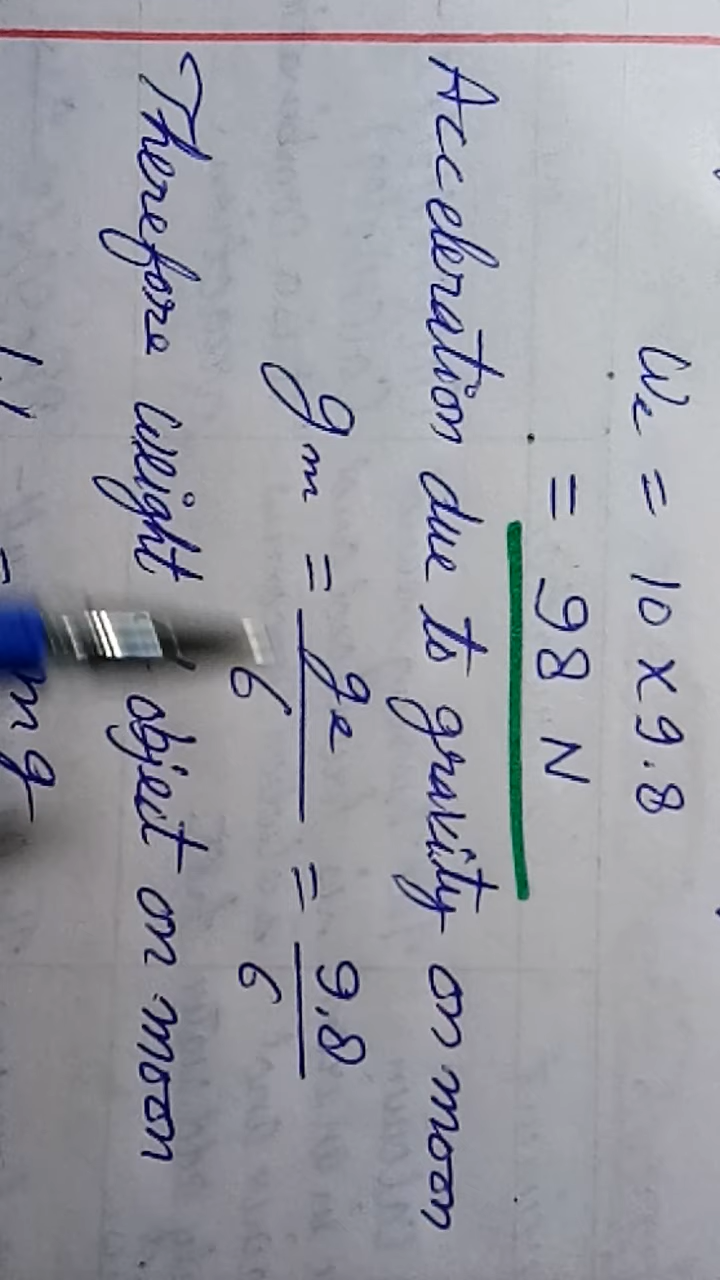 We = 10 x 9.8
= 98 N
Acceleration due to gravity on moon
gm = ge/6 = 9.8/6
Therefore weight object on moon
= mg